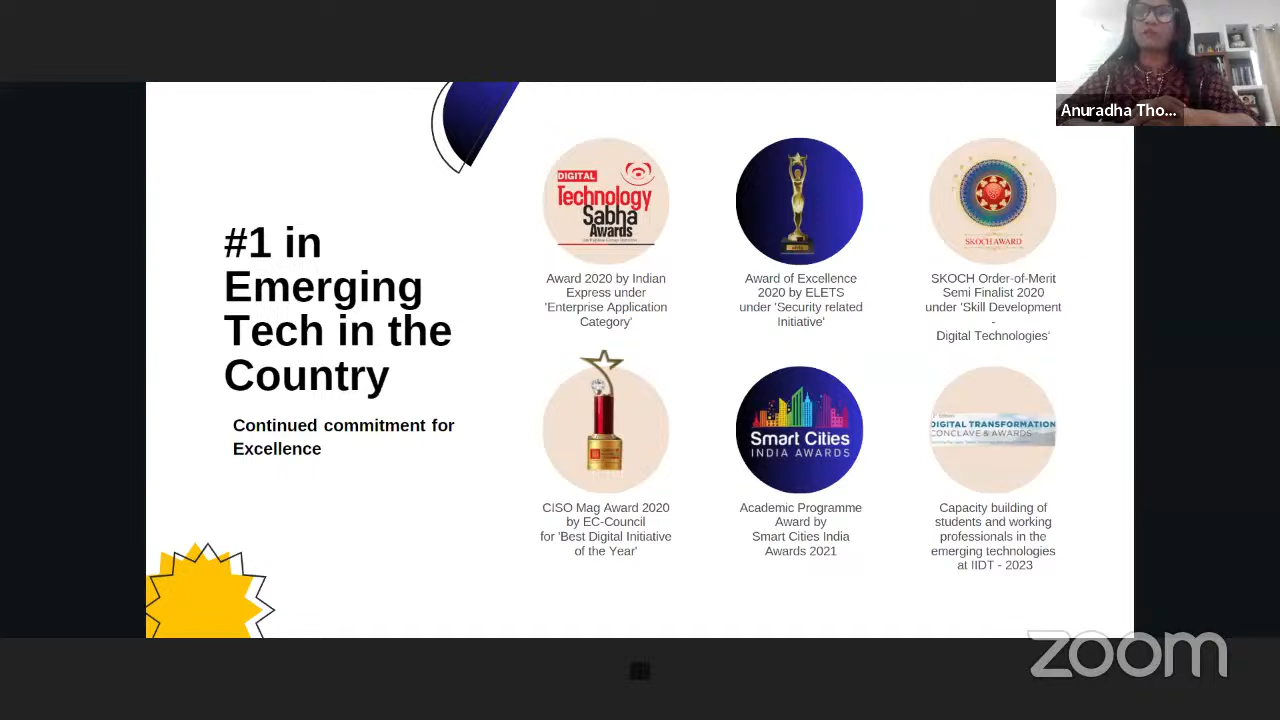 Anuradha Tho...
#1 in
Emerging
Tech in the
Country
Continued commitment for
Excellence
DIGITAL
Technology
Sabha
Awards
Award 2020 by Indian
Express under
'Enterprise Application
Category'
Award of Excellence
2020 by ELETS
under 'Security related
Initiative'
SKOCH AWARD
SKOCH Order-of-Merit
Semi Finalist 2020
under 'Skill Development
-
Digital Technologies'
CISO Mag Award 2020
by EC-Council
for 'Best Digital Initiative
of the Year'
Smart Cities
INDIA AWARDS
Academic Programme
Award by
Smart Cities India
Awards 2021
DIGITAL TRANSFORMATION
CONCLAVE & AWARDS
Capacity building of
students and working
professionals in the
emerging technologies
at IIDT - 2023
zoom